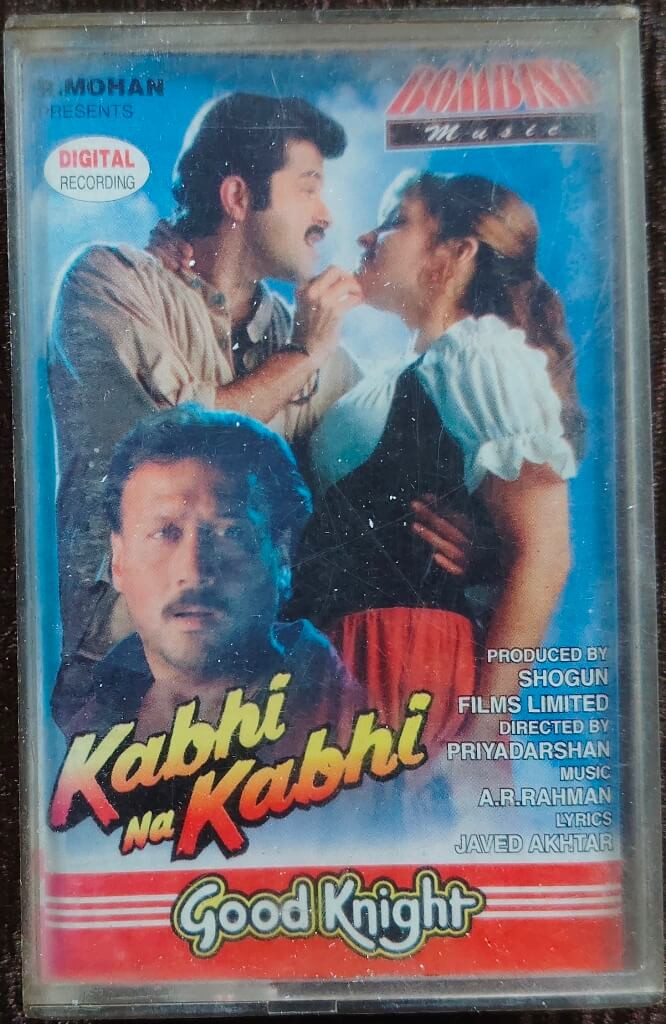 R.MOHAN
PRESENTS
DIGITAL
RECORDING
BOMBINO
Music
PRODUCED BY
SHOGUN
FILMS LIMITED
DIRECTED BY
PRIYADARSHAN
MUSIC
A.R.RAHMAN
LYRICS
JAVED AKHTAR
Kabhi
Na Kabhi
Good Knight